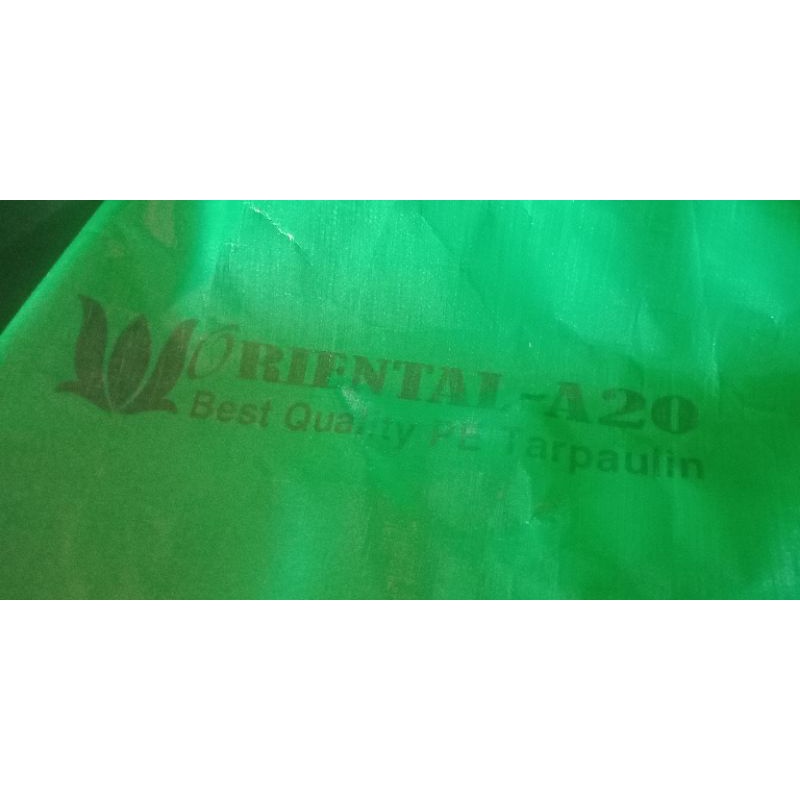 ORIENTAL-A20
Best Quality PE Tarpaulin